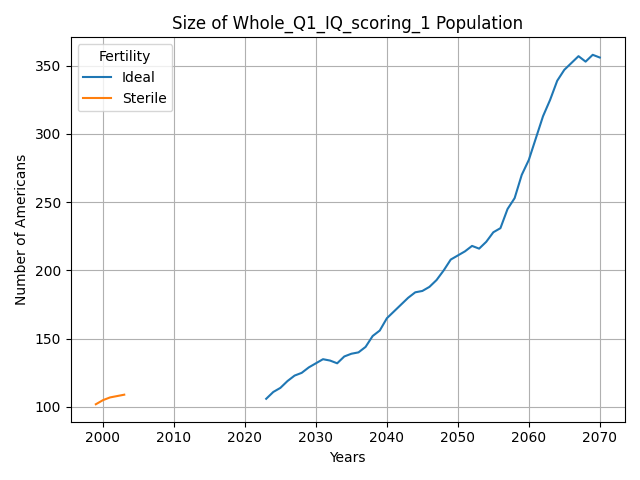 Size of Whole_Q1_IQ_scoring_1 Population
Fertility
Ideal
Sterile
Number of Americans
350
300
250
200
150
100
2000 2010 2020 2030 2040 2050 2060 2070
Years